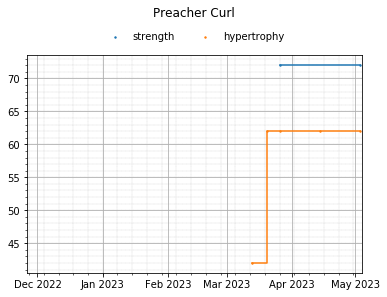 Preacher Curl
strength
hypertrophy
70
65
60
55
50
45
Dec 2022
Jan 2023
Feb 2023
Mar 2023
Apr 2023
May 2023